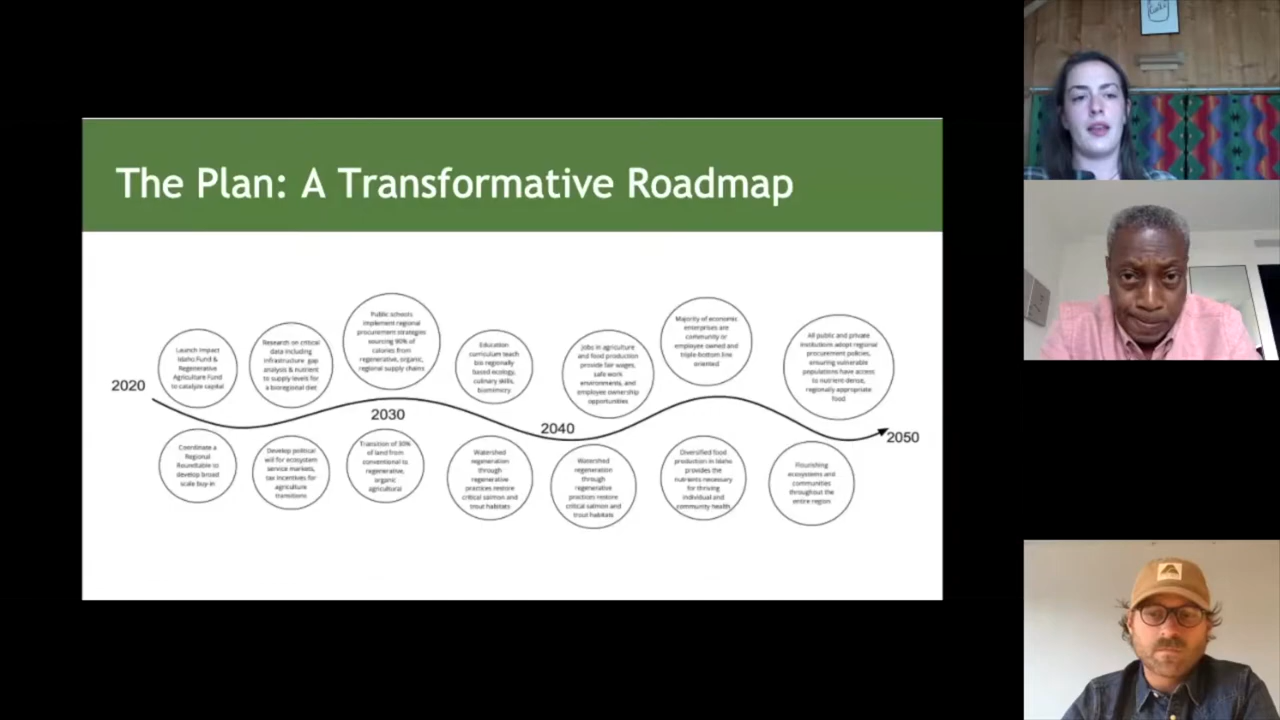 The Plan: A Transformative Roadmap
2020
Launch Impact
Idaho Fund &
Regenerative
Agriculture Fund
to catalyze capital
Research on critical
data including
infrastructure gap
analysis & nutrient
to supply levels for
a bioregional diet
Public schools
implement regional
procurement strategies
sourcing 90% of
calories from
regenerative, organic,
regional supply chains
Education
curriculum teach
bio regionally
based ecology,
culinary skills,
biomimicry
Jobs in agriculture
and food production
provide fair wages,
safe work
environments, and
employee ownership
opportunities
Majority of economic
enterprises are
community or
employee owned and
triple-bottom line
oriented
All public and private
institutions adopt regional
procurement policies,
ensuring vulnerable
populations have access
to nutrient-dense,
regionally appropriate
food
2030
2040
2050
Coordinate a
Regional
Roundtable to
develop broad
scale buy-in
Develop political
will for ecosystem
service markets,
tax incentives for
agriculture
transitions
Transition of 30%
of land from
conventional to
regenerative,
organic
agricultural
Watershed
regeneration
through
regenerative
practices restore
critical salmon and
trout habitats
Watershed
regeneration
through
regenerative
practices restore
critical salmon and
trout habitats
Diversified food
production in Idaho
provides the
nutrients necessary
for thriving
individual and
community health
Flourishing
ecosystems and
communities
throughout the
entire region